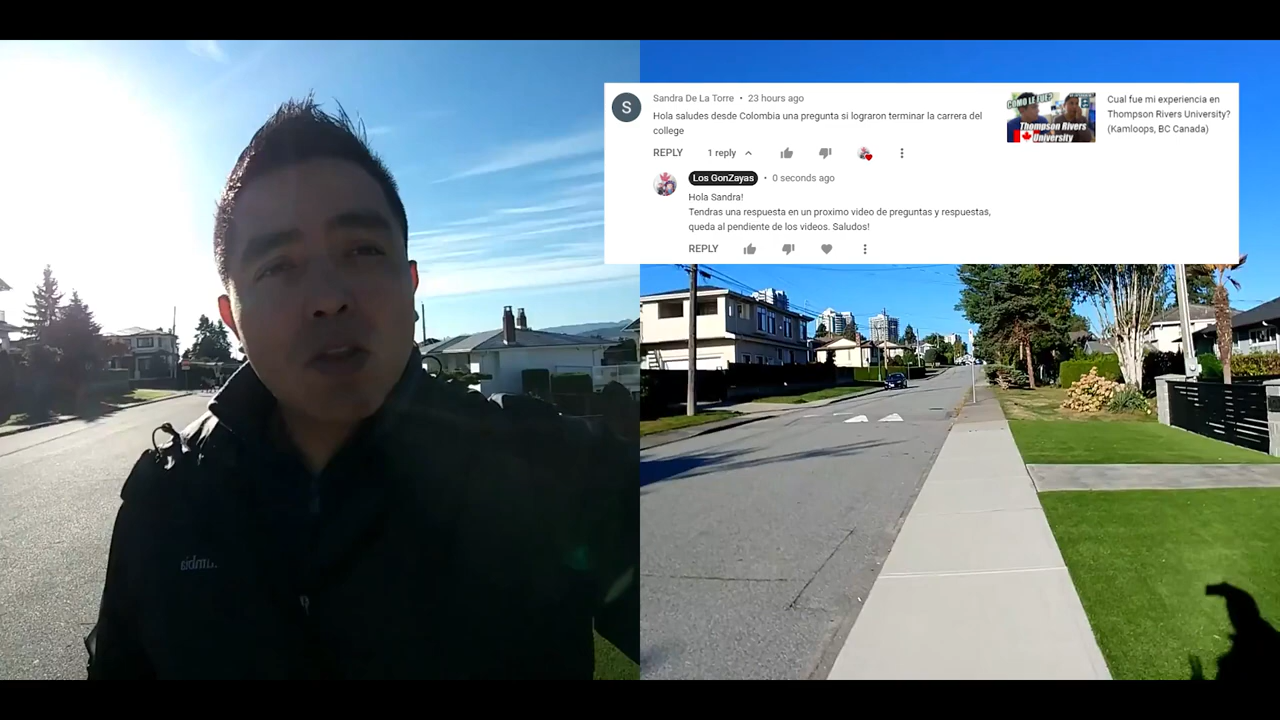 S
Sandra De La Torre • 23 hours ago
Hola saludes desde Colombia una pregunta si lograron terminar la carrera del
college
REPLY 1 reply
Los GonZayas • 0 seconds ago
Hola Sandra!
Tendras una respuesta en un proximo video de preguntas y respuestas,
queda al pendiente de los videos. Saludos!
REPLY
COMO LE FUE?
Thompson Rivers
University
Cual fue mi experiencia en
Thompson Rivers University?
(Kamloops, BC Canada)